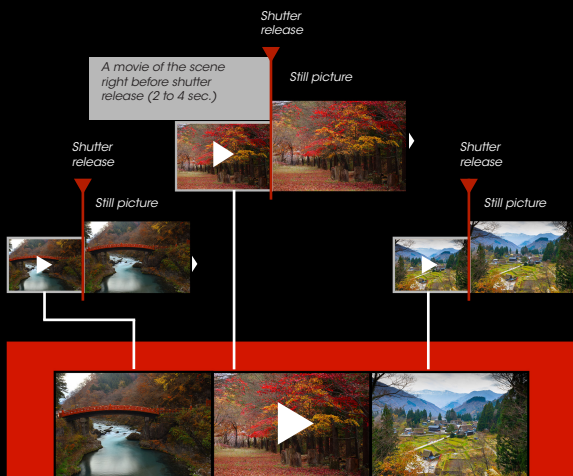 Shutter
release
A movie of the scene
right before shutter
release (2 to 4 sec.)
Still picture
Shutter
release
Still picture
Shutter
release
Still picture